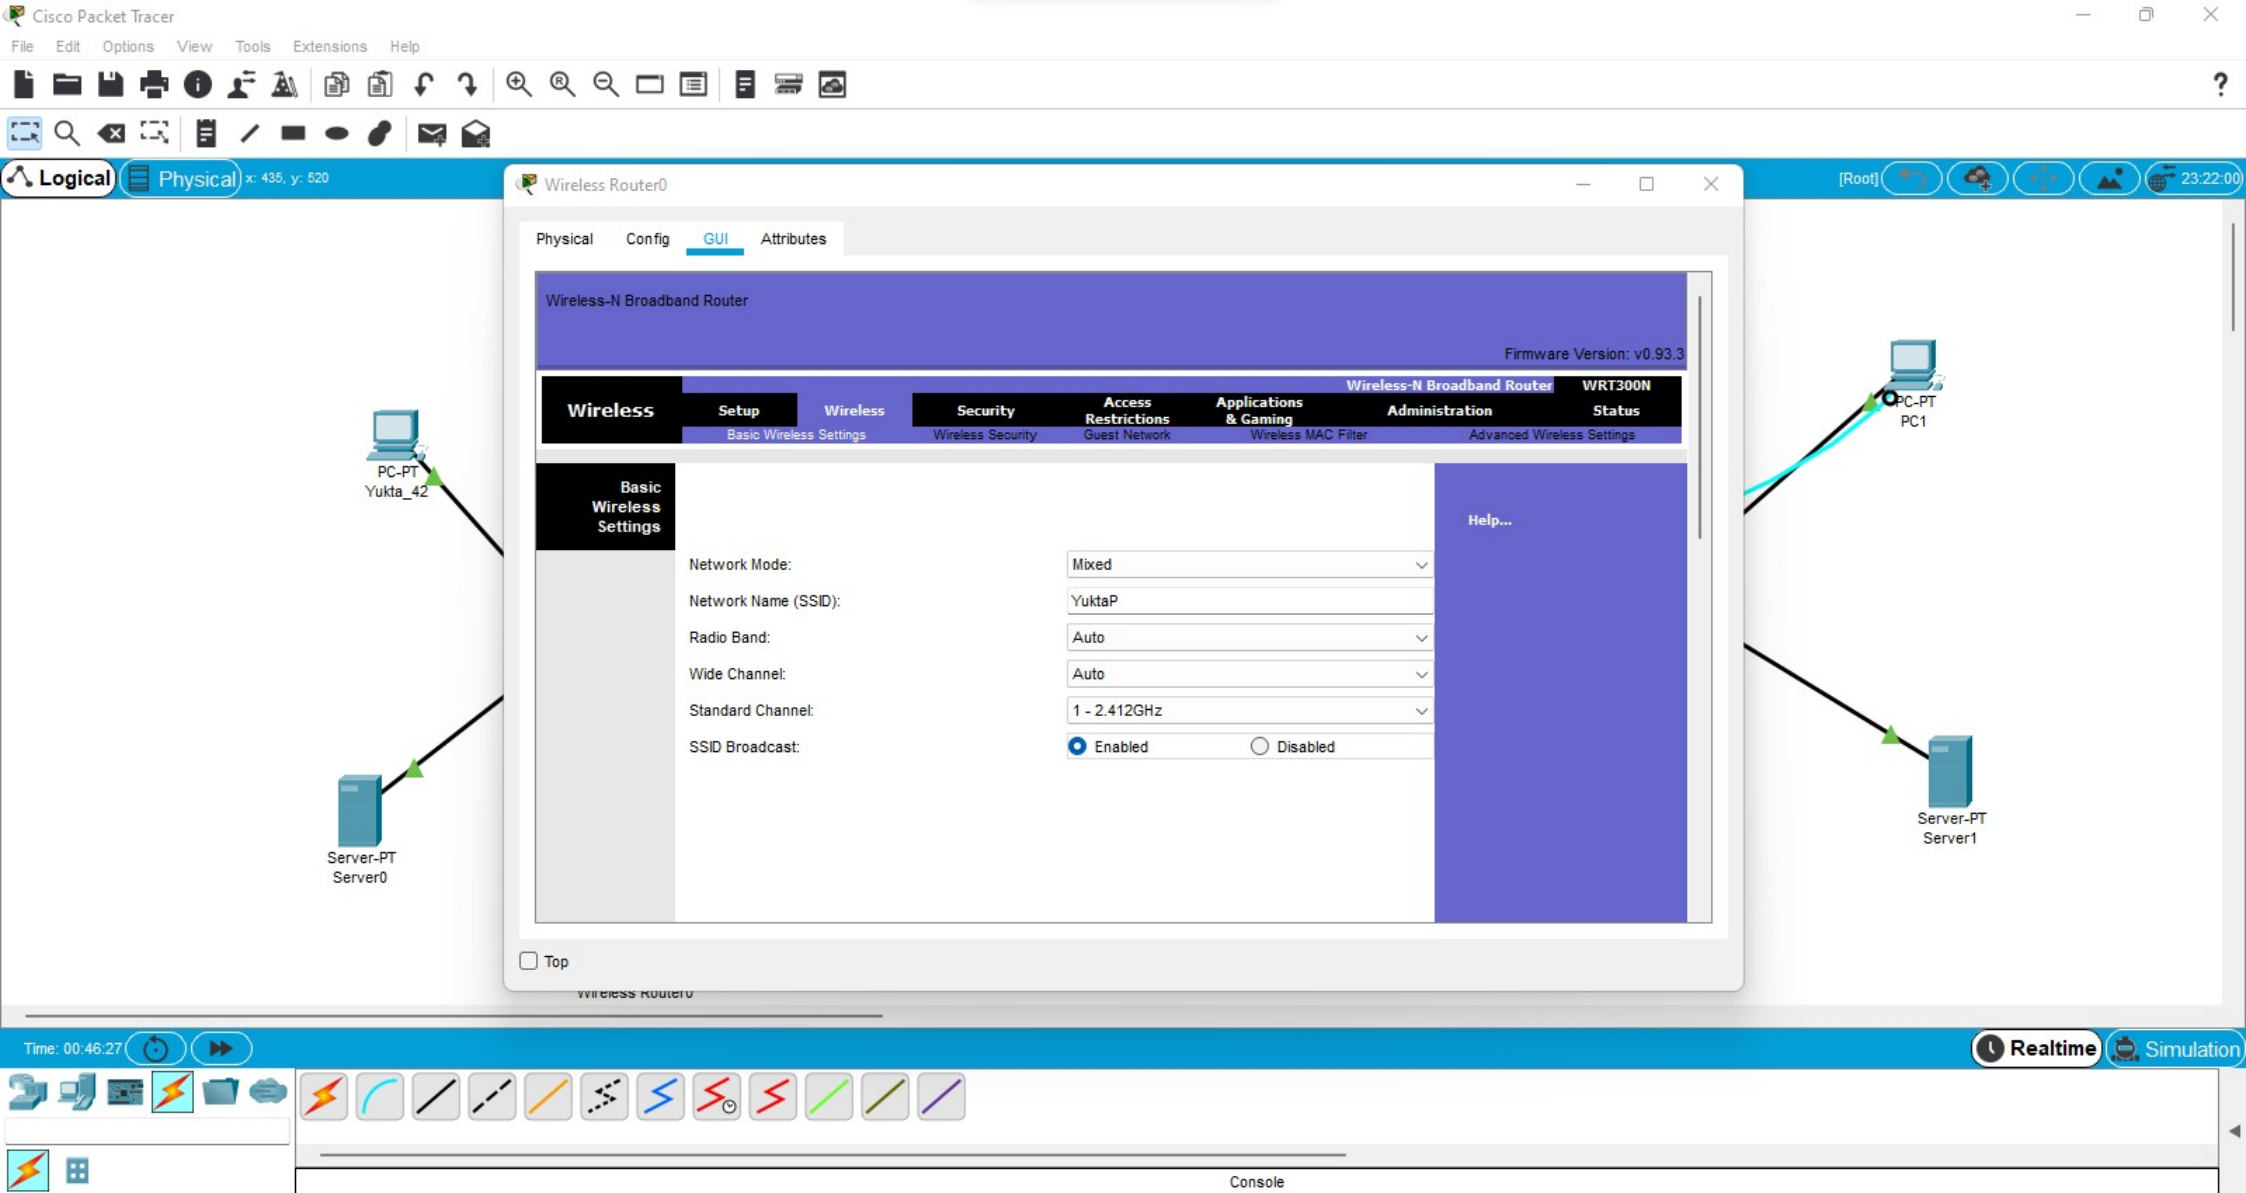 Cisco Packet Tracer
File Edit Options View Tools Extensions Help
Logical Physical x: 435, y: 520 [Root] 23:22:00
Wireless Router0
Physical Config GUI Attributes
Wireless-N Broadband Router
Firmware Version: v0.93.3
Wireless-N Broadband Router WRT300N
Wireless Setup Wireless Security Access Restrictions Applications & Gaming Administration Status
Basic Wireless Settings Wireless Security Guest Network Wireless MAC Filter Advanced Wireless Settings
Basic
Wireless
Settings
Help...
Network Mode: Mixed
Network Name (SSID): YuktaP
Radio Band: Auto
Wide Channel: Auto
Standard Channel: 1 - 2.412GHz
SSID Broadcast: Enabled Disabled
Top
PC-PT
Yukta_42
Server-PT
Server0
PC-PT
PC1
Server-PT
Server1
Wireless Router0
Time: 00:46:27 Realtime Simulation
Console